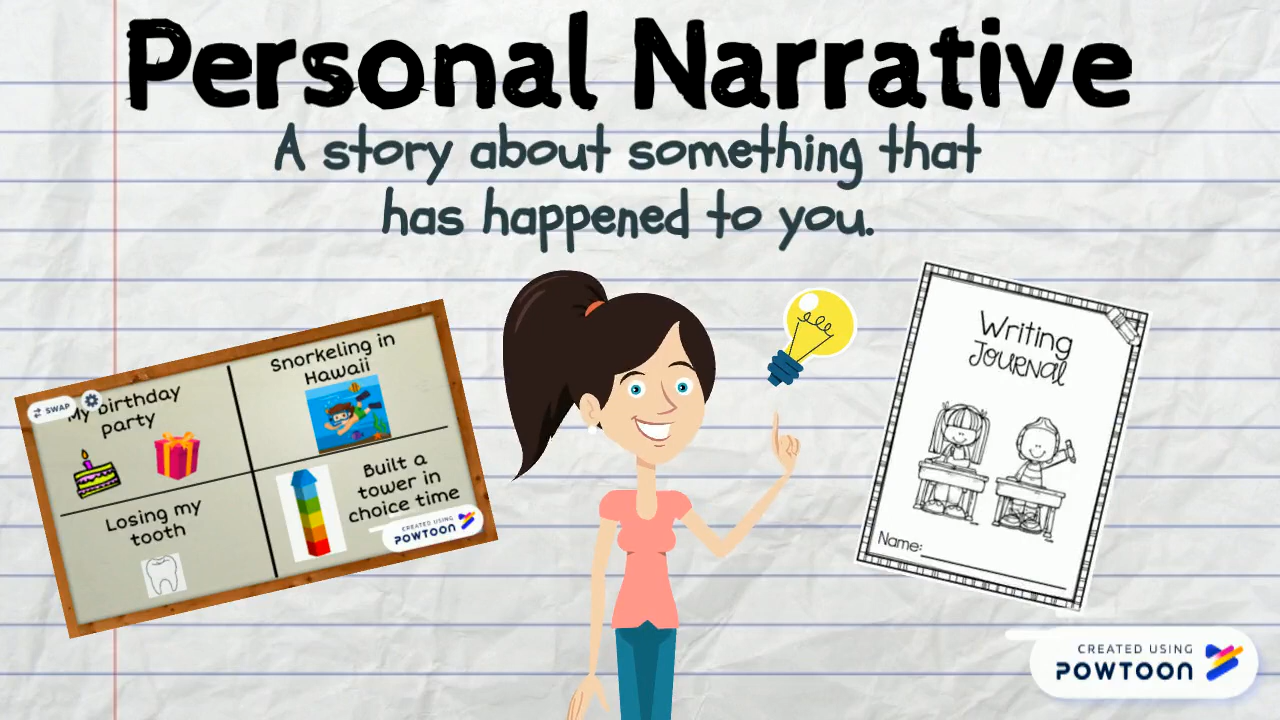 Personal Narrative
A story about something that
has happened to you.
SWAP
My birthday
party
Snorkeling in
Hawaii
Losing my
tooth
Built a
tower in
choice time
CREATED USING
POWTOON
Writing
JOURNAL
Name:
CREATED USING
POWTOON